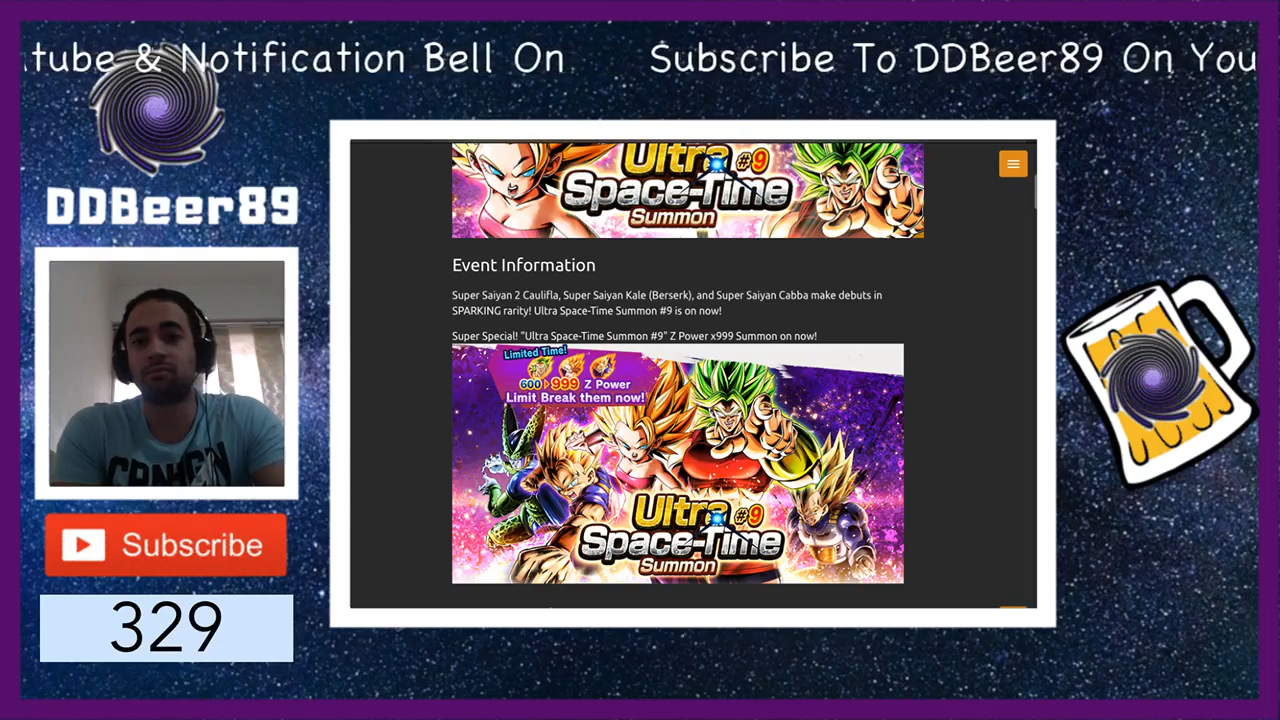 tube & Notification Bell On Subscribe To DDBeer89 On You
DDBeer89
Subscribe
329
Ultra #9
Space-Time
Summon
Event Information
Super Saiyan 2 Caulifla, Super Saiyan Kale (Berserk), and Super Saiyan Cabba make debuts in
SPARKING rarity! Ultra Space-Time Summon #9 is on now!
Super Special! "Ultra Space-Time Summon #9" Z Power x999 Summon on now!
Limited Time!
600 999 Z Power
Limit Break them now!
Ultra #9
Space-Time
Summon